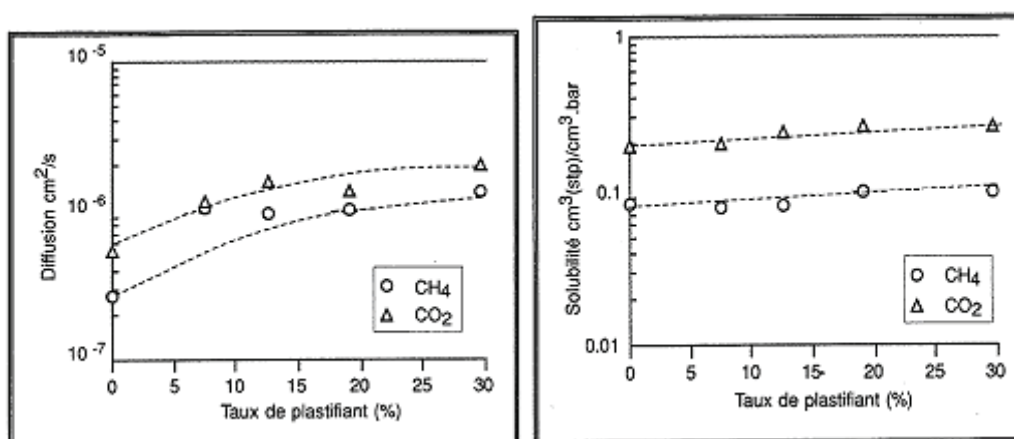 10⁻⁵
10⁻⁶
10⁻⁷
Diffusion cm²/s
CH₄
CO₂
0 5 10 15 20 25 30
Taux de plastifiant (%)
1
0.1
0.01
Solubilité cm³(stp)/cm³.bar
CH₄
CO₂
0 5 10 15 20 25 30
Taux de plastifiant (%)